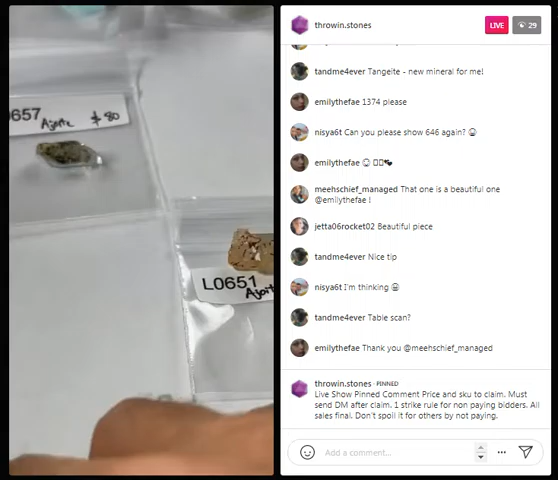 throwin.stones
LIVE
29
tandme4ever Tangeite - new mineral for me!
emilythefae 1374 please
nisya6t Can you please show 646 again? 😍
emilythefae
meehschief_managed That one is a beautiful one
@emilythefae !
jetta06rocket02 Beautiful piece
tandme4ever Nice tip
nisya6t I'm thinking
tandme4ever Table scan?
emilythefae Thank you @meehschief_managed
throwin.stones · PINNED
Live Show Pinned Comment Price and sku to claim. Must
send DM after claim. 1 strike rule for non paying bidders. All
sales final. Don't spoil it for others by not paying.
Add a comment...
657
Ajoite $80
L0651
Ajoite